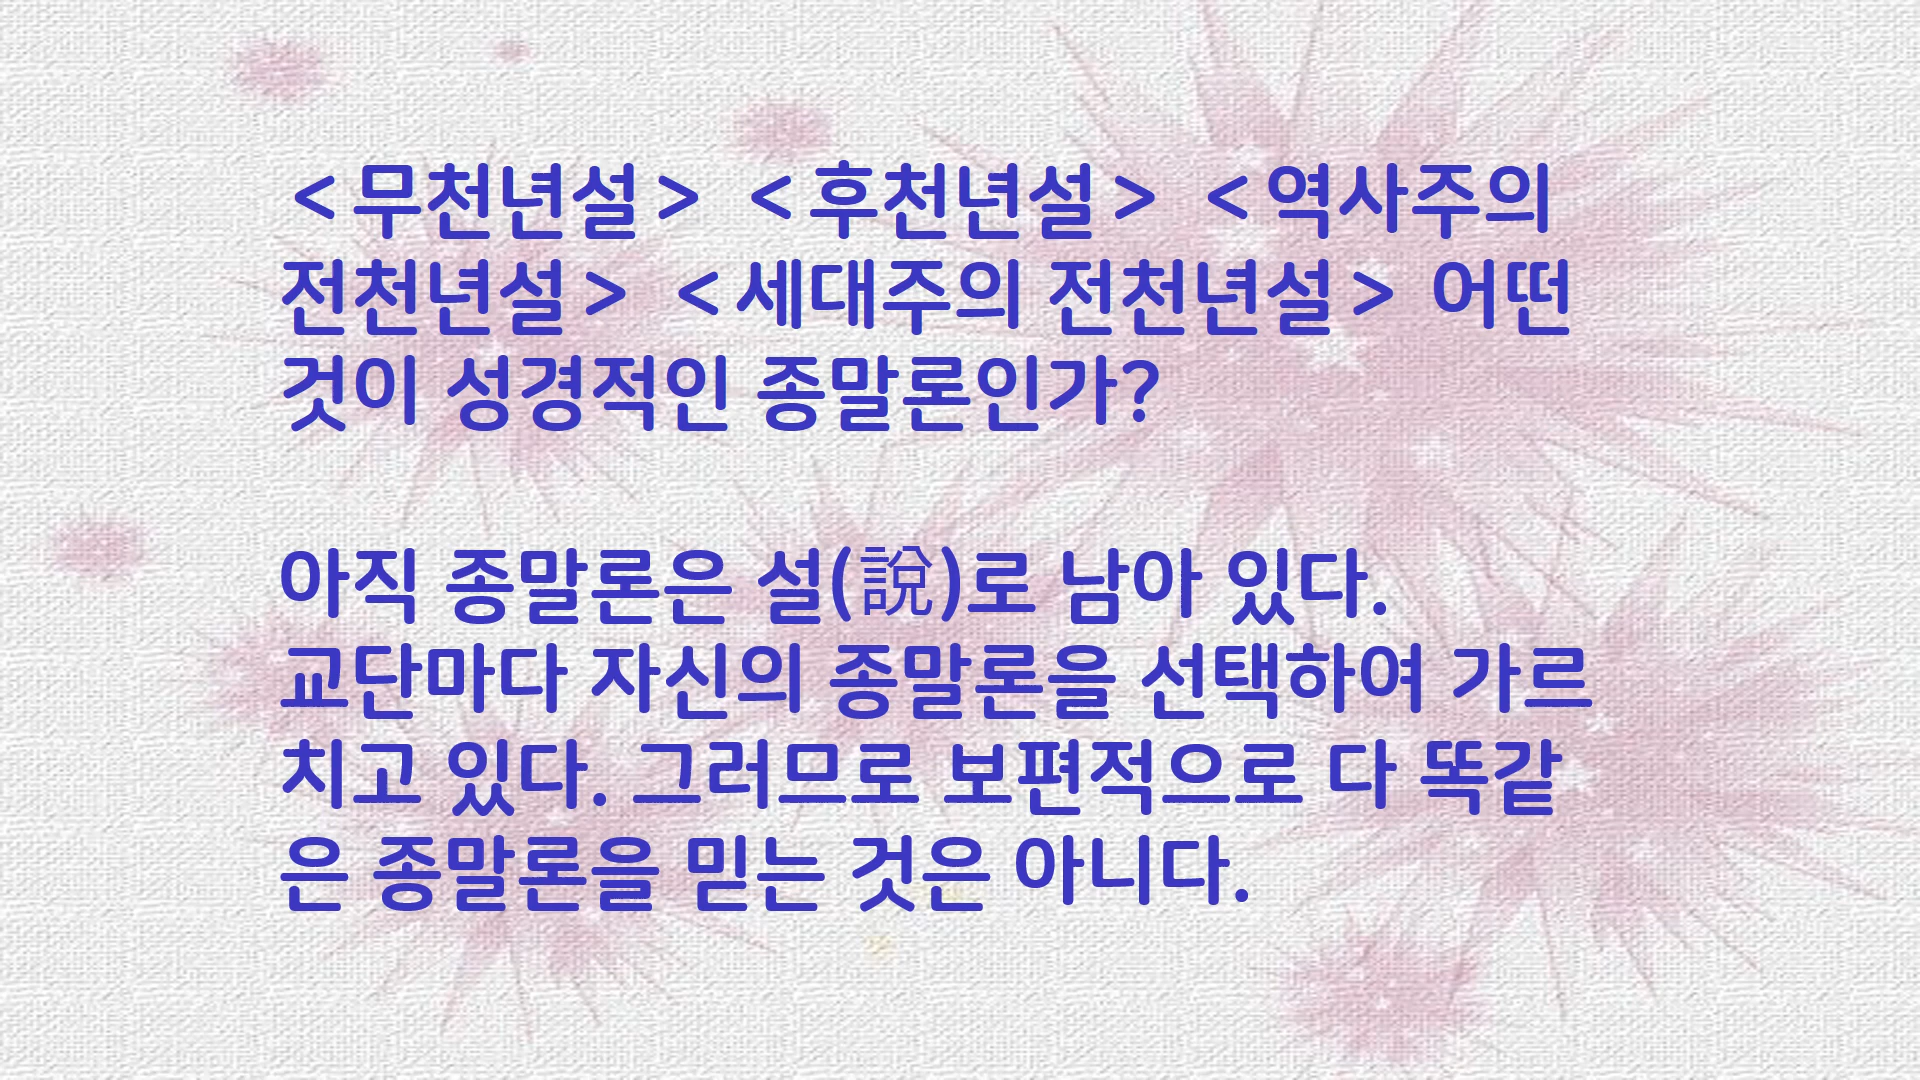 <무천년설> <후천년설> <역사주의
전천년설> <세대주의 전천년설> 어떤
것이 성경적인 종말론인가?
아직 종말론은 설(說)로 남아 있다.
교단마다 자신의 종말론을 선택하여 가르
치고 있다. 그러므로 보편적으로 다 똑같
은 종말론을 믿는 것은 아니다.